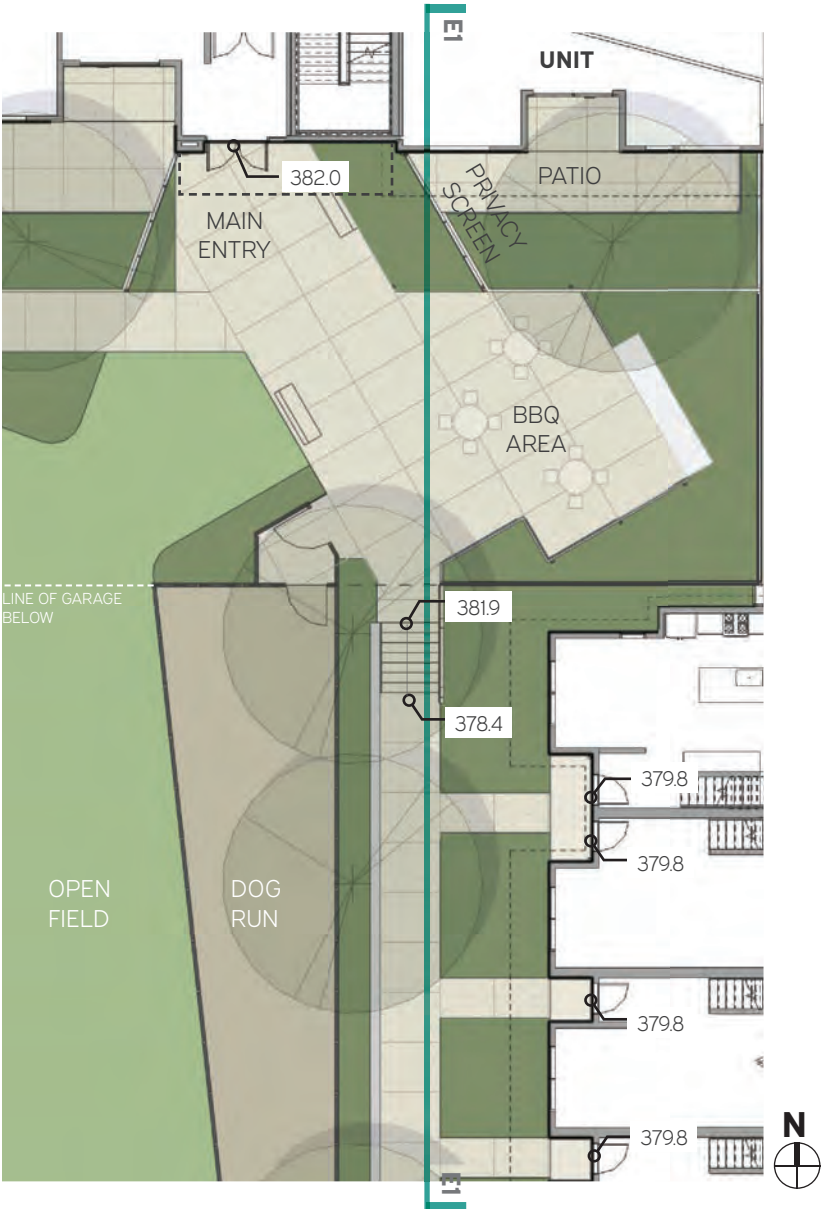 E1
UNIT
382.0
PATIO
PRIVACY
SCREEN
MAIN
ENTRY
BBQ
AREA
LINE OF GARAGE
BELOW
381.9
378.4
379.8
379.8
OPEN
FIELD
DOG
RUN
379.8
379.8
N
E1